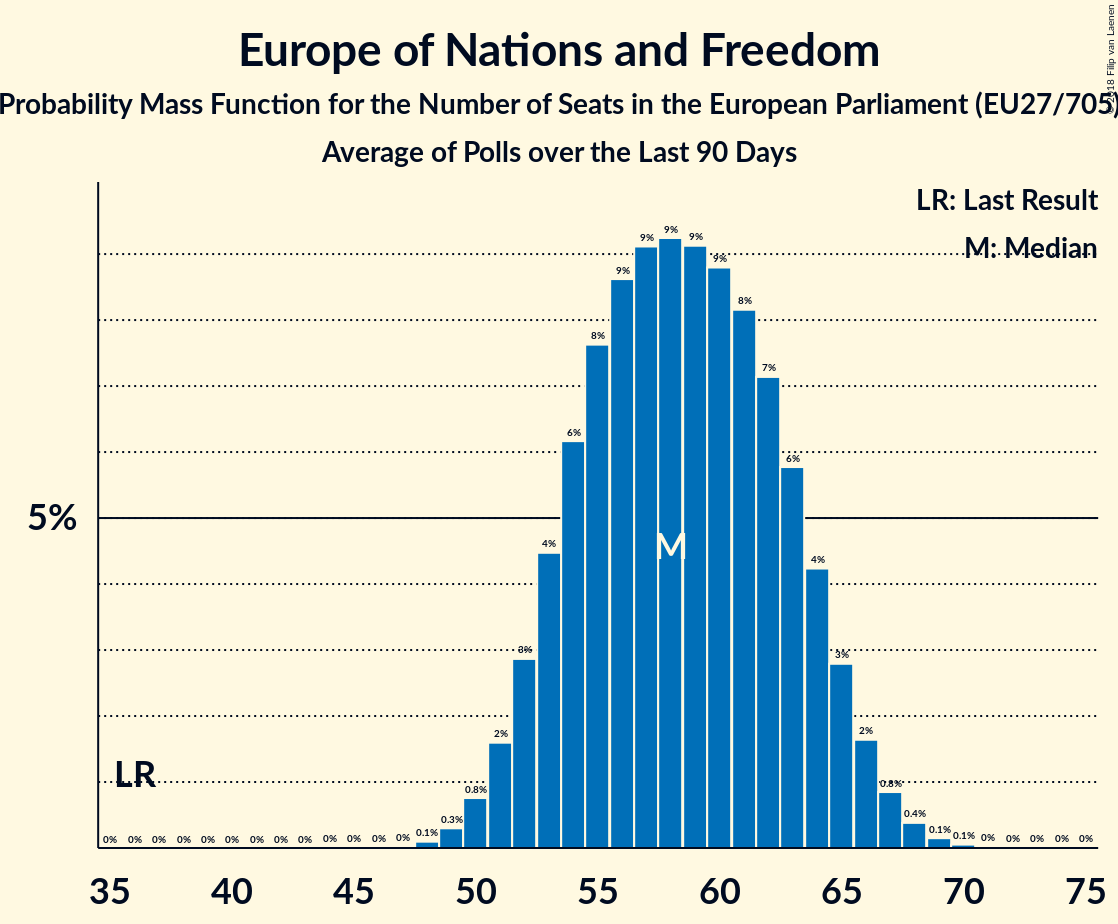 Europe of Nations and Freedom
Probability Mass Function for the Number of Seats in the European Parliament (EU27/705)
Average of Polls over the Last 90 Days
© 2018 Filip van Laenen
LR: Last Result
M: Median
5%
LR
M
0% 0% 0% 0% 0% 0% 0% 0% 0% 0% 0% 0% 0% 0.1% 0.3% 0.8% 2% 3% 4% 6% 8% 9% 9% 9% 9% 9% 8% 7% 6% 4% 3% 2% 0.8% 0.4% 0.1% 0.1% 0% 0% 0% 0% 0%
35 40 45 50 55 60 65 70 75